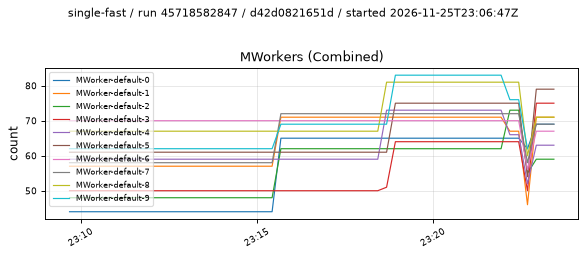 single-fast / run 45718582847 / d42d0821651d / started 2026-11-25T23:06:47Z
MWorkers (Combined)
MWorker-default-0
MWorker-default-1
MWorker-default-2
MWorker-default-3
MWorker-default-4
MWorker-default-5
MWorker-default-6
MWorker-default-7
MWorker-default-8
MWorker-default-9
count
80
70
60
50
23:10
23:15
23:20